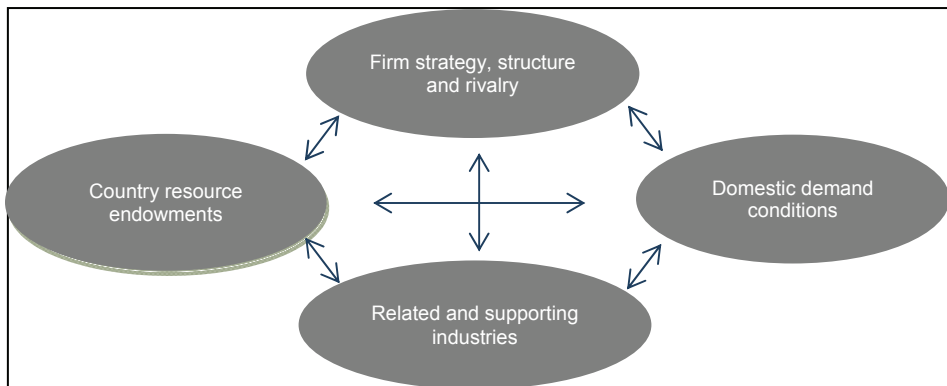 Firm strategy, structure
and rivalry
Country resource
endowments
Domestic demand
conditions
Related and supporting
industries